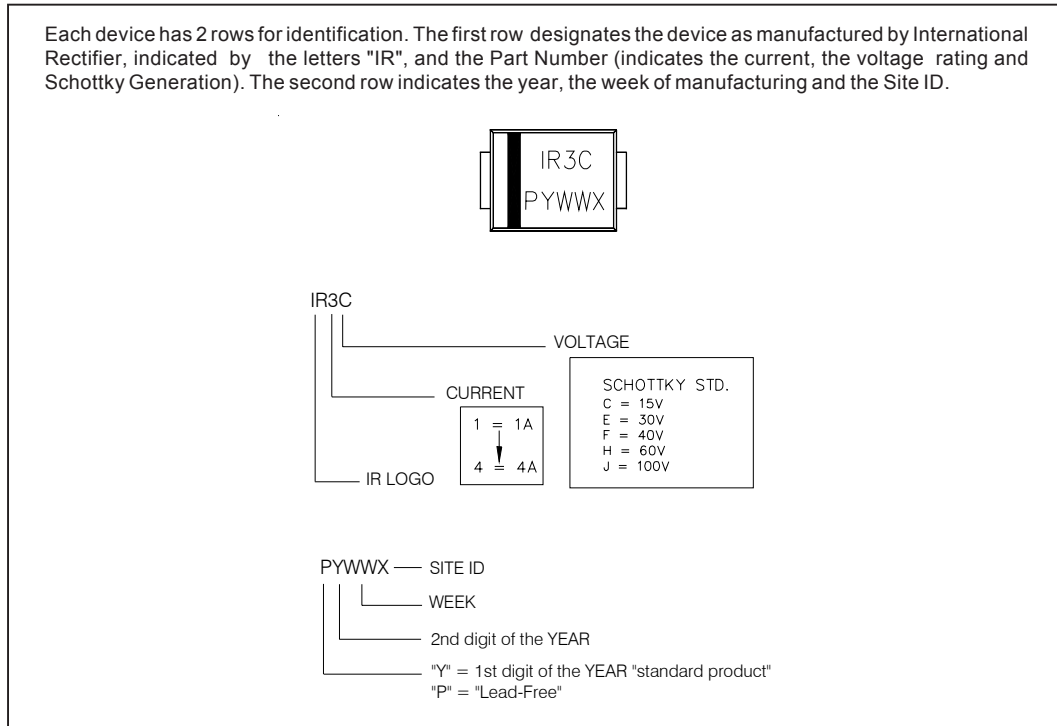 Each device has 2 rows for identification. The first row designates the device as manufactured by International
Rectifier, indicated by the letters "IR", and the Part Number (indicates the current, the voltage rating and
Schottky Generation). The second row indicates the year, the week of manufacturing and the Site ID.
IR3C
PYWWX
IR3C
VOLTAGE
SCHOTTKY STD.
C = 15V
E = 30V
F = 40V
H = 60V
J = 100V
CURRENT
1 = 1A
4 = 4A
IR LOGO
PYWWX
SITE ID
WEEK
2nd digit of the YEAR
"Y" = 1st digit of the YEAR "standard product"
"P" = "Lead-Free"